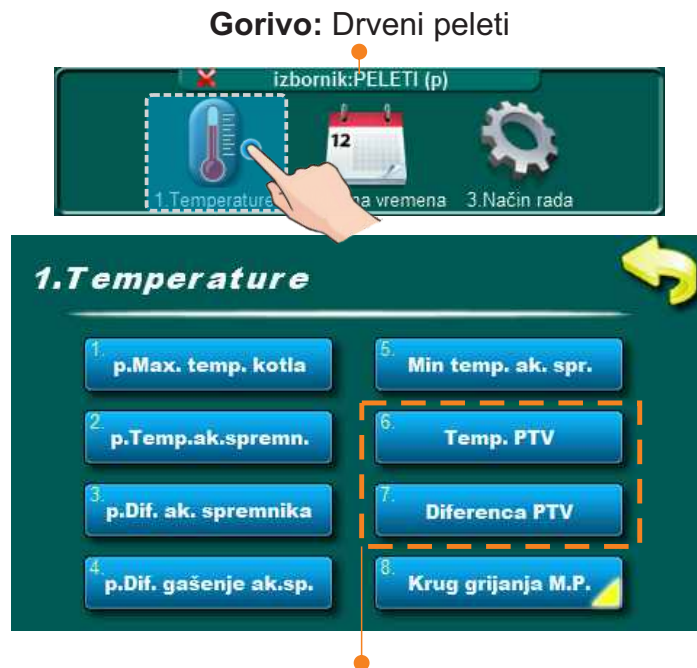 Gorivo: Drveni peleti
izbornik:PELETI (p)
12
1.Temperature
na vremena
3.Način rada
1.Temperature
1.
p.Max. temp. kotla
2.
p.Temp.ak.spremn.
3.
p.Dif. ak. spremnika
4.
p.Dif. gašenje ak.sp.
5.
Min temp. ak. spr.
6.
Temp. PTV
7.
Diferenca PTV
8.
Krug grijanja M.P.